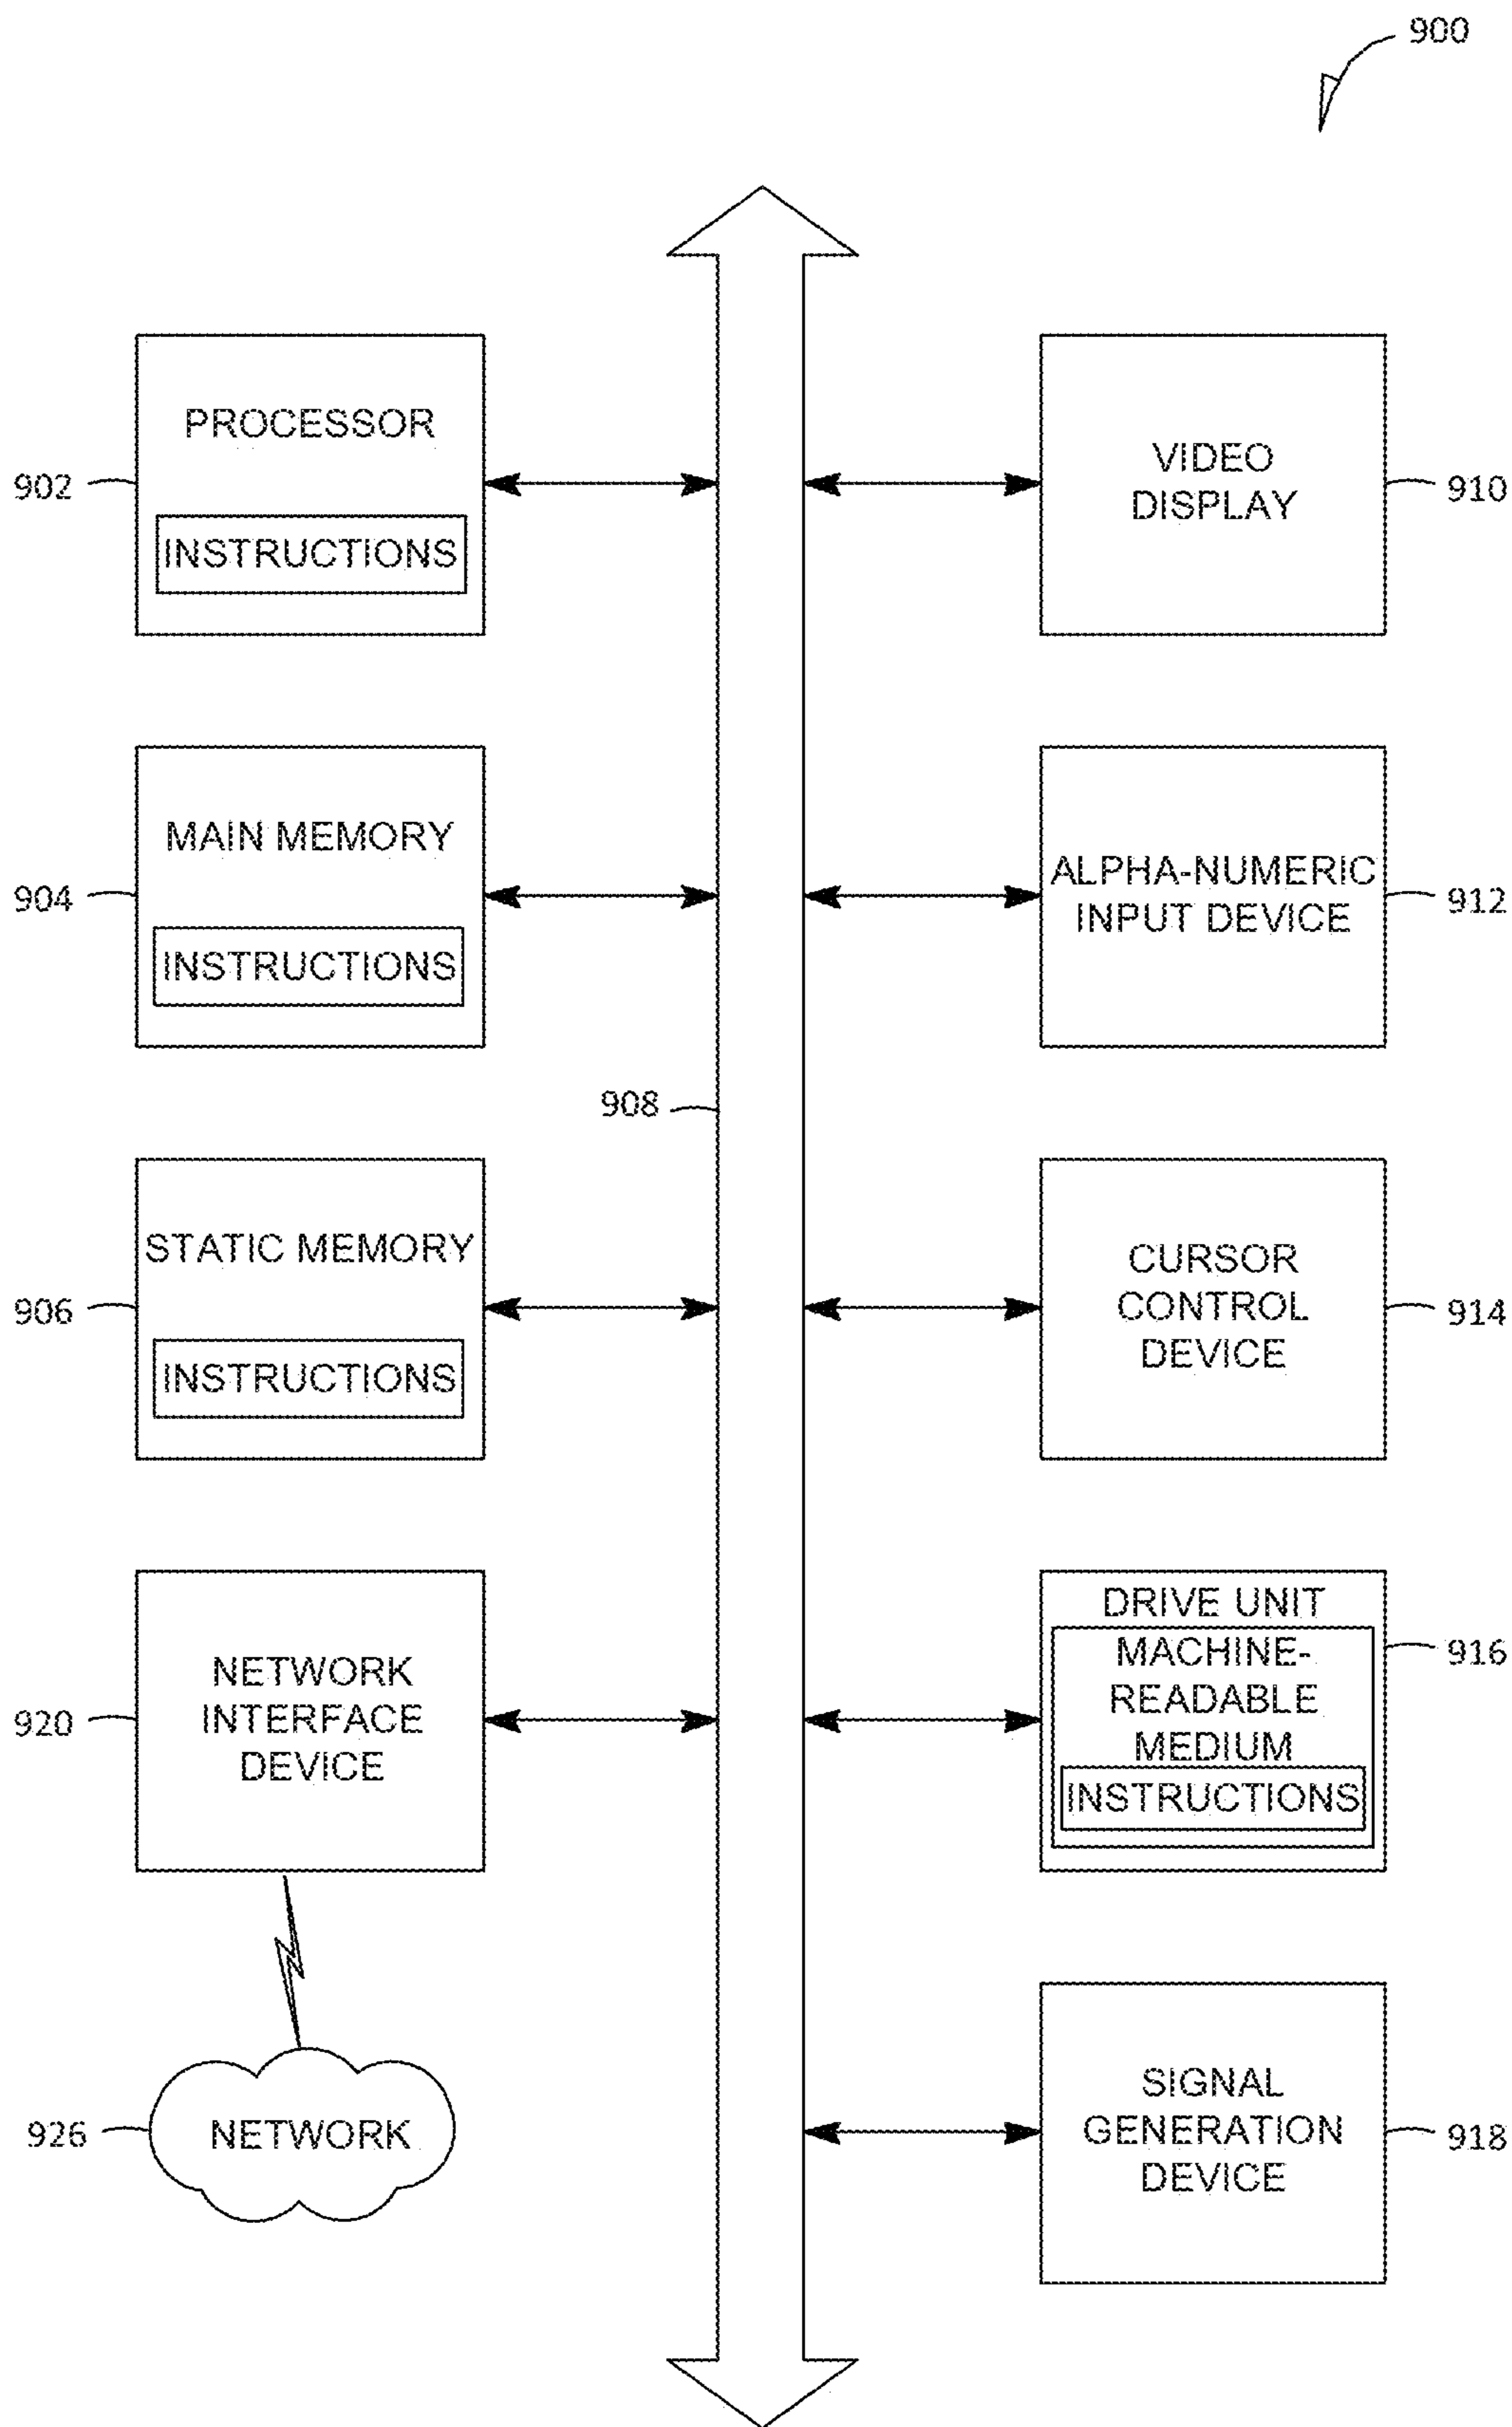 900
PROCESSOR
INSTRUCTIONS
902
VIDEO
DISPLAY
910
MAIN MEMORY
INSTRUCTIONS
904
ALPHA-NUMERIC
INPUT DEVICE
912
908
STATIC MEMORY
INSTRUCTIONS
906
CURSOR
CONTROL
DEVICE
914
NETWORK
INTERFACE
DEVICE
920
DRIVE UNIT
MACHINE-
READABLE
MEDIUM
INSTRUCTIONS
916
926
NETWORK
SIGNAL
GENERATION
DEVICE
918